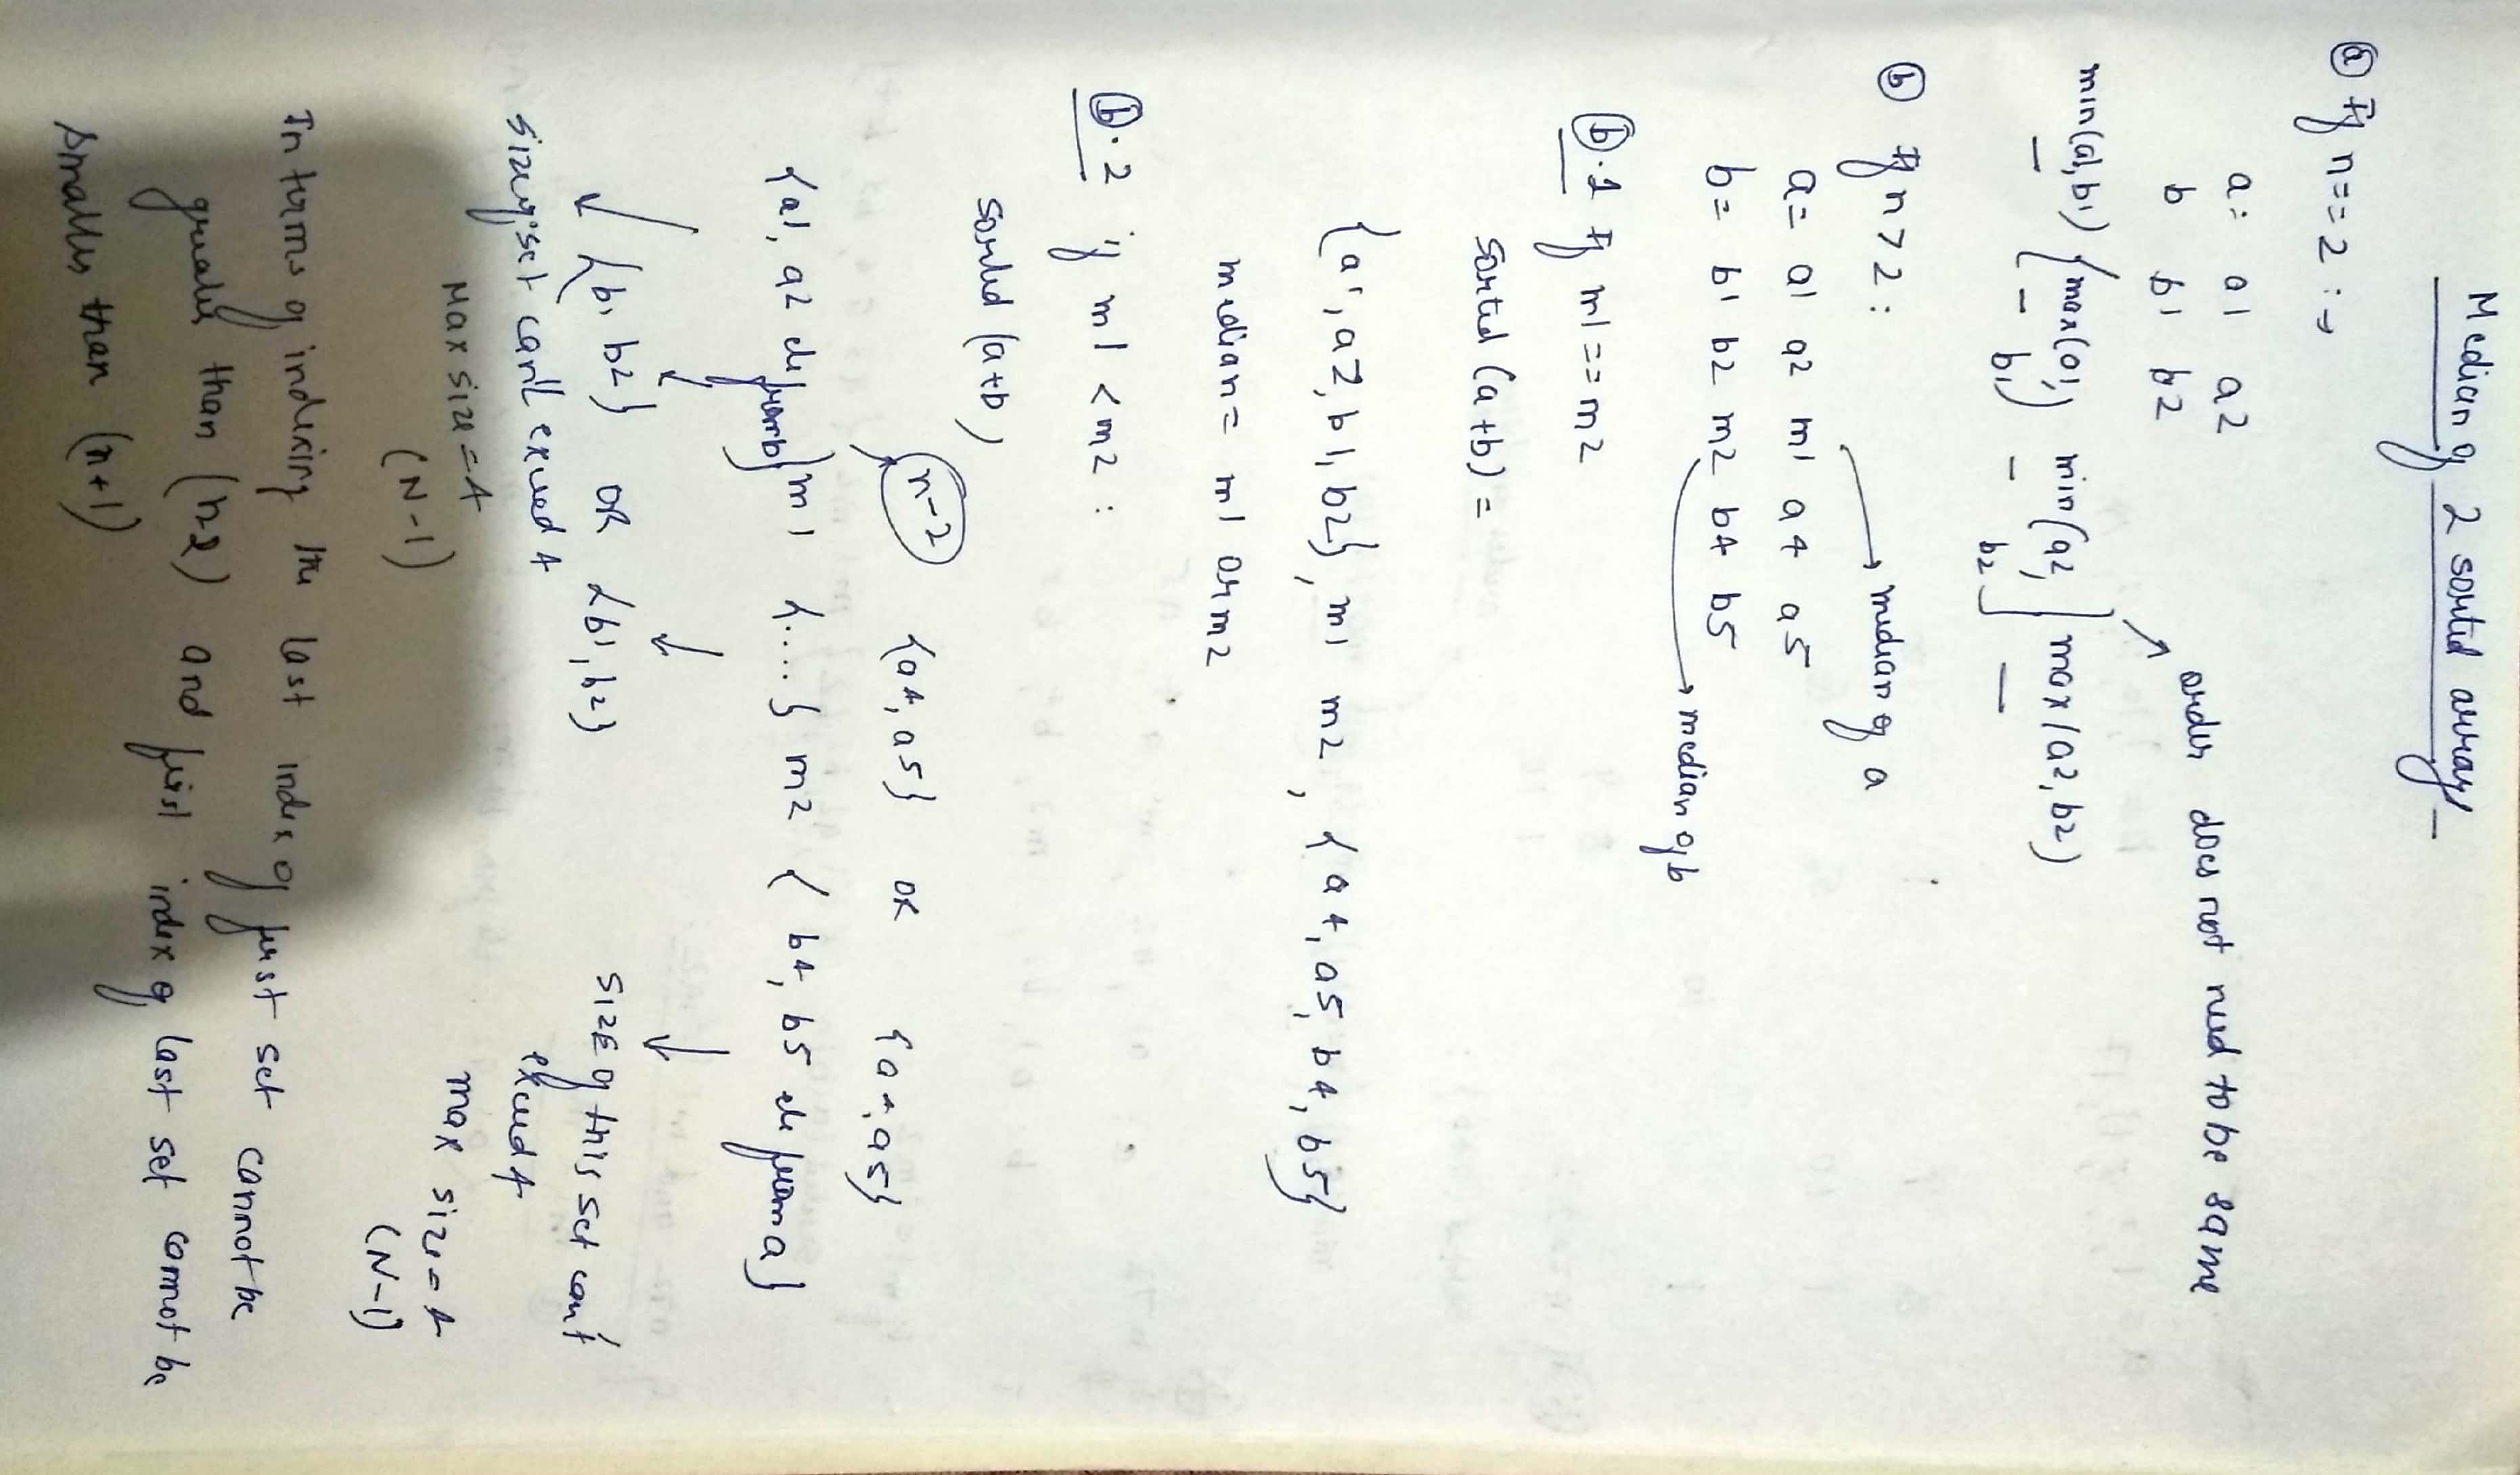 Median of 2 sorted arrays
(a) If n==2 :→
a: a1 a2
b b1 b2
order does not need to be same
min(a1,b1) {max(a1, min(a2, } max(a2,b2)
b1) b2
(b) If n>2:
median of a
a= a1 a2 m1 a4 a5
b= b1 b2 m2 b4 b5
median of b
(b).1 If m1==m2
sorted (a+b) =
{a1, a2, b1, b2}, m1 m2, {a4, a5, b4, b5}
median = m1 or m2
(b).2 if m1 <m2 :
sorted (a+b)
n-2 {a4, a5} OR {a4, a5}
{a1, a2 ele from b} m1 {....} m2 { b4, b5 ele from a}
{b1 b2} OR {b1, b2}
size of set can't exceed 4
Max size = 4
(N-1)
SIZE of this set can't
exceed 4
max size = 4
(N-1)
In terms of indexing the last index of first set cannot be
greater than (n-2) and first index of last set cannot be
smaller than (n+1)